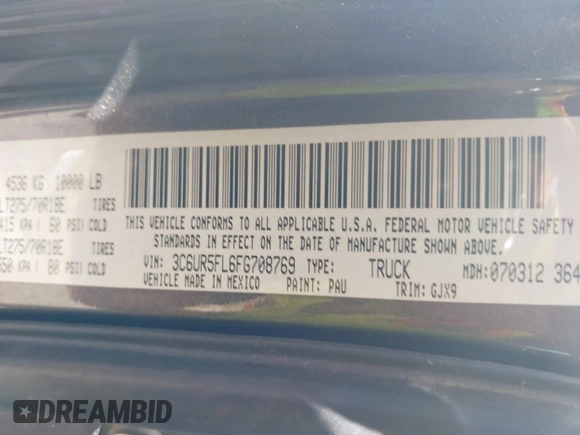 4536 KG 10000 LB
LT275/70R18E TIRES
415 KPA( 60 PSI) COLD
LT275/70R18E TIRES
550 KPA( 80 PSI) COLD
THIS VEHICLE CONFORMS TO ALL APPLICABLE U.S.A. FEDERAL MOTOR VEHICLE SAFETY
STANDARDS IN EFFECT ON THE DATE OF MANUFACTURE SHOWN ABOVE.
VIN: 3C6UR5FL6FG708769 TYPE: TRUCK MDH: 070312 364
VEHICLE MADE IN MEXICO PAINT: PAU TRIM: GJX9
DREAMBID